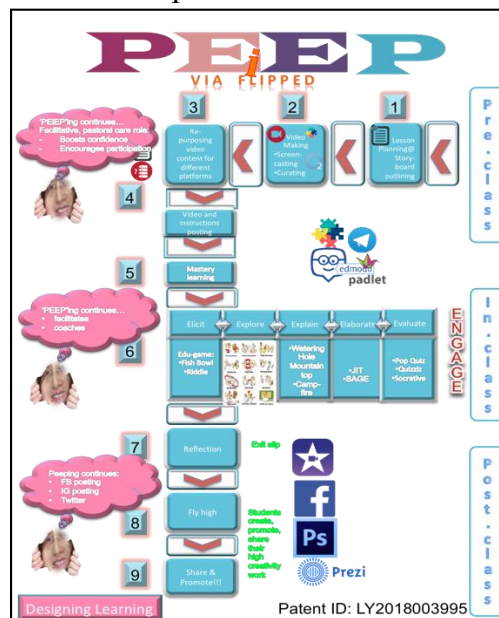 PEiEP
VIA FLIPPED
3
2
1
"PEIEP"ing continues...
Facilitative, pastoral care role:
- Boosts confidence
- Encourages participation
Re-
purposing
video
content for
different
platforms
Video
Making
•Screen-
casting
•Curating
Lesson
Planning@
Story-
board
outlining
Pre.class
4
Video and
instructions
posting
5
Mastery
learning
edmodo
padlet
"PEEP"ing continues...
• facilitates
• coaches
6
Elicit
Explore
Explain
Elaborate
Evaluate
Edu-game:
•Fish Bowl
•Riddle
•Watering
Hole
Mountain
top
•Camp-
fire
•JIT
•SAGE
•Pop Quiz
•Quizziz
•Socrative
ENGAGE
In.class
7
Reflection
Exit slip
Peeping continues:
• FB posting
• IG posting
• Twitter
8
Fly high
Students
create,
promote,
share
their
high
creativity
work
f
Ps
Prezi
9
Share &
Promote!!!
Post.class
Designing Learning
Patent ID: LY2018003995